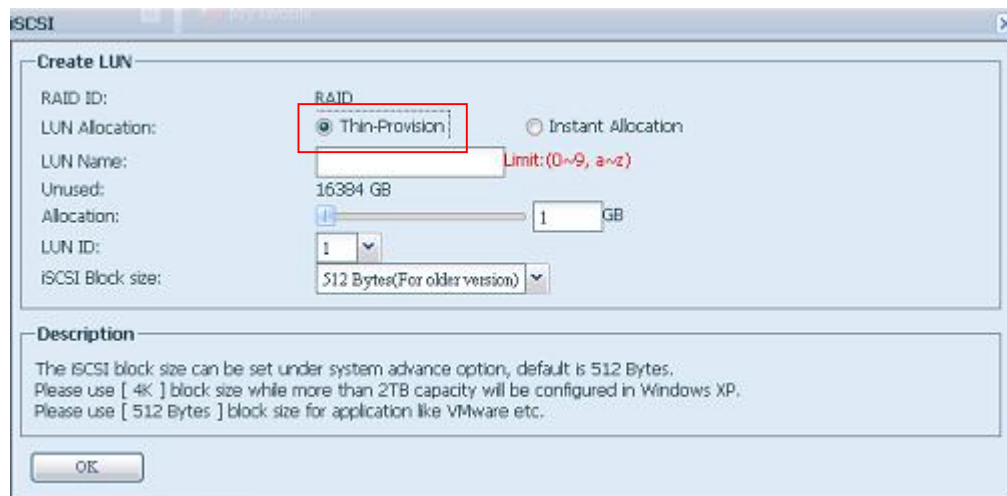 iSCSI
Create LUN
RAID ID: RAID
LUN Allocation: Thin-Provision Instant Allocation
LUN Name: Limit:(0~9, a~z)
Unused: 16384 GB
Allocation: 1 GB
LUN ID: 1
iSCSI Block size: 512 Bytes(For older version)
Description
The iSCSI block size can be set under system advance option, default is 512 Bytes.
Please use [ 4K ] block size while more than 2TB capacity will be configured in Windows XP.
Please use [ 512 Bytes ] block size for application like VMware etc.
OK